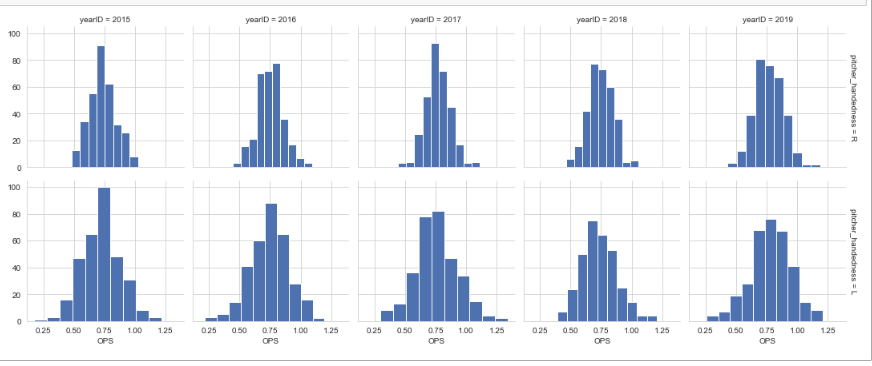 yearID = 2015 yearID = 2016 yearID = 2017 yearID = 2018 yearID = 2019
100
80
60
40
20
0
pitcher_handedness = R
100
80
60
40
20
0
pitcher_handedness = L
0.25 0.50 0.75 1.00 1.25 0.25 0.50 0.75 1.00 1.25 0.25 0.50 0.75 1.00 1.25 0.25 0.50 0.75 1.00 1.25 0.25 0.50 0.75 1.00 1.25
OPS OPS OPS OPS OPS